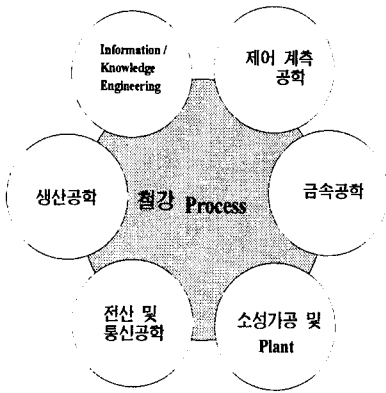 Information /
Knowledge
Engineering
제어 계측
공학
생산공학
철강 Process
금속공학
전산 및
통신공학
소성가공 및
Plant